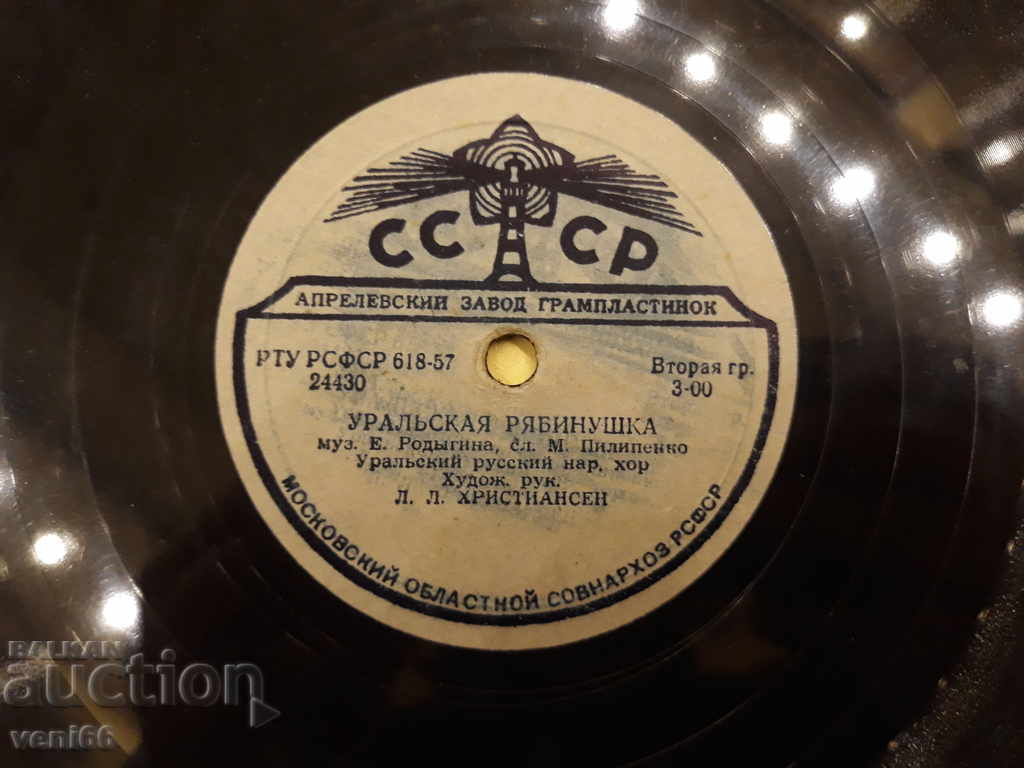 СССР
АПРЕЛЕВСКИЙ ЗАВОД ГРАМПЛАСТИНОК
РТУ РСФСР 618-57
24430
Вторая гр.
3-00
УРАЛЬСКАЯ РЯБИНУШКА
муз. Е. Родыгина, сл. М. Пилипенко
Уральский русский нар. хор
Худож. рук.
Л. Л. ХРИСТИАНСЕН
МОСКОВСКИЙ ОБЛАСТНОЙ СОВНАРХОЗ РСФСР
BALKAN
auction
veni66